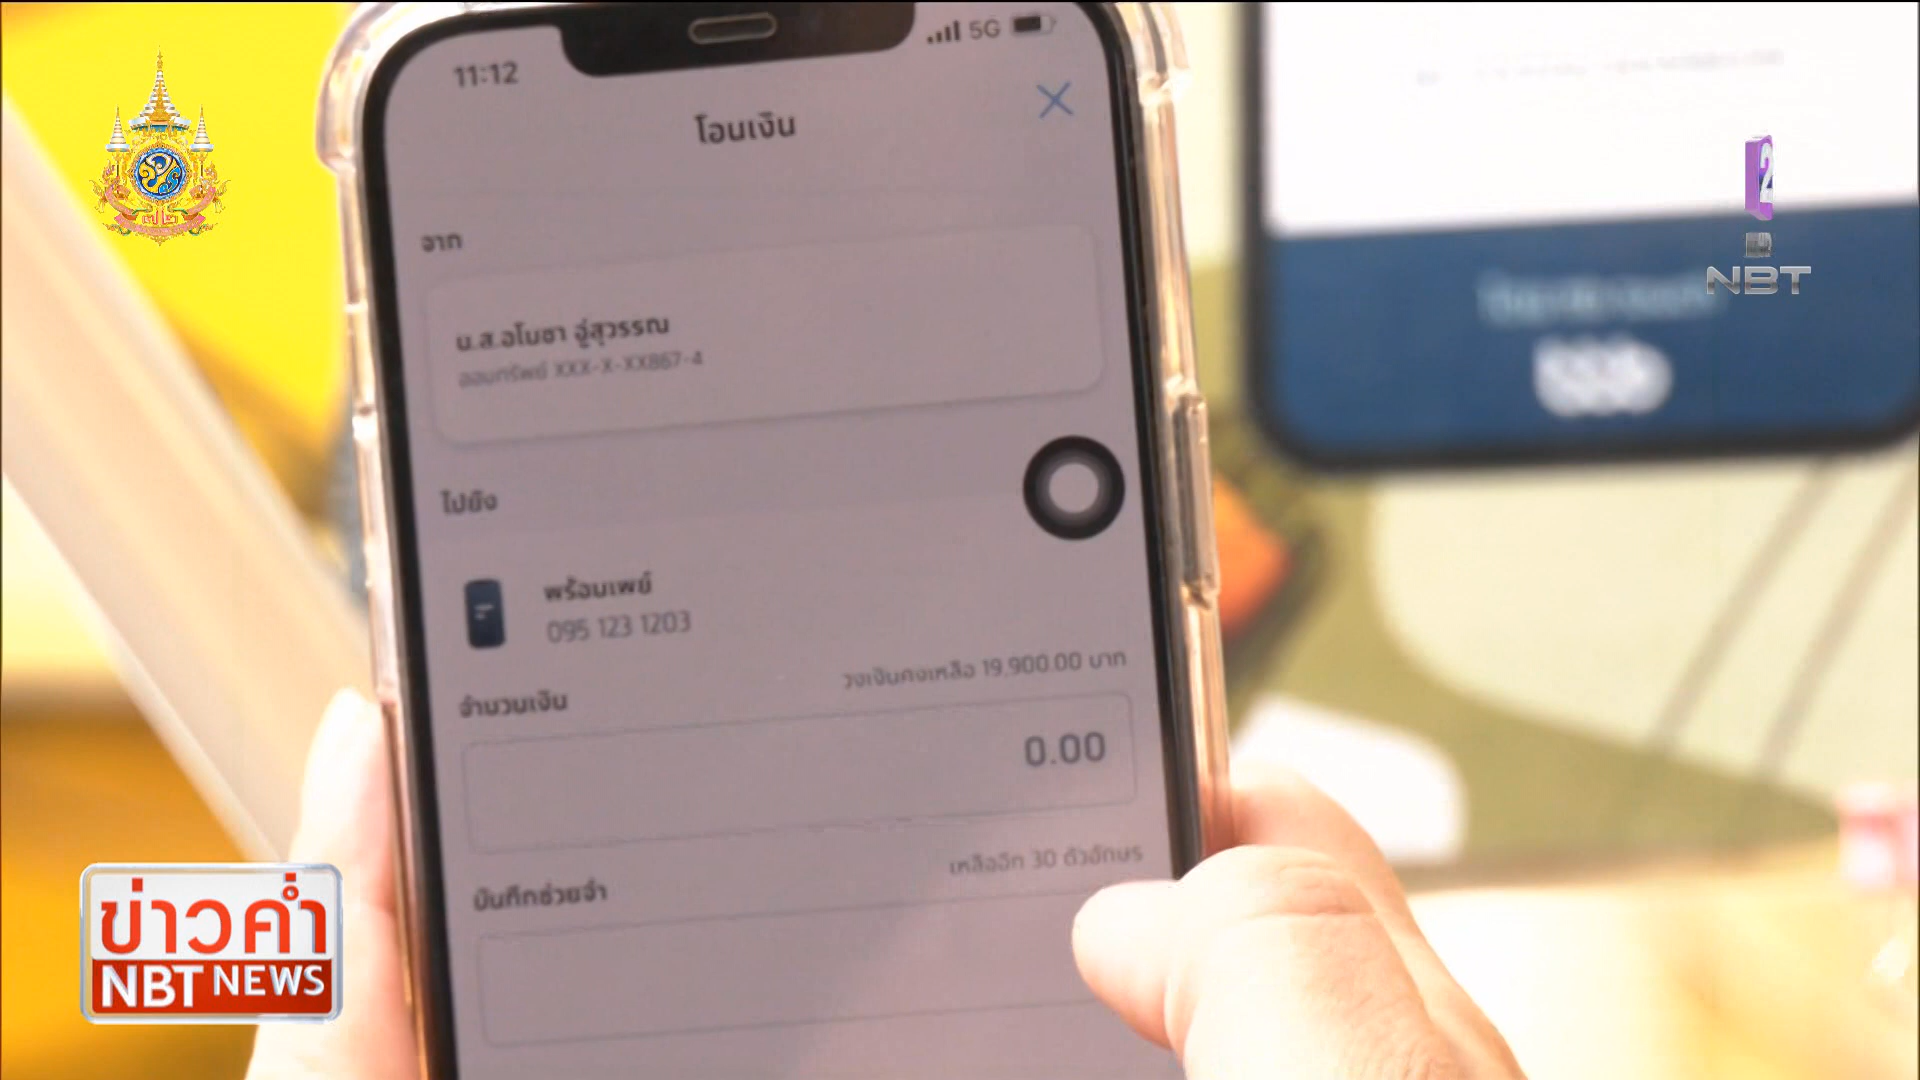 11:12
5G
โอนเงิน
จาก
น.ส.อโนชา อู่สุวรรณ
ออมทรัพย์ XXX-X-XX867-4
ไปยัง
พร้อมเพย์
095 123 1203
วงเงินคงเหลือ 19,900.00 บาท
จำนวนเงิน
0.00
เหลืออีก 30 ตัวอักษร
บันทึกช่วยจำ
2
NBT
ข่าวค่ำ
NBT NEWS